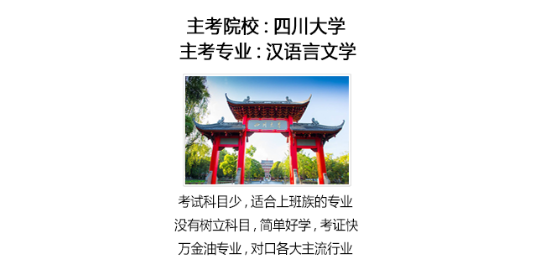 主考院校：四川大学
主考专业：汉语言文学
考试科目少，适合上班族的专业
没有树立科目，简单好学，考证快
万金油专业，对口各大主流行业